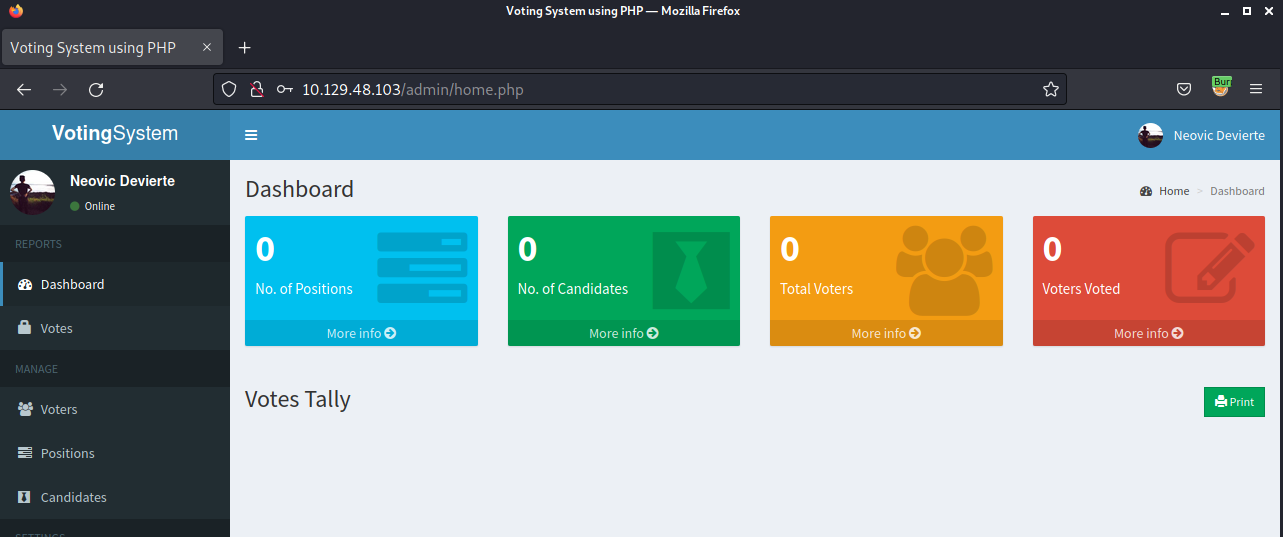 Voting System using PHP — Mozilla Firefox
Voting System using PHP
10.129.48.103/admin/home.php
Burp
VotingSystem
Neovic Devierte
Neovic Devierte
Online
REPORTS
Dashboard
Votes
MANAGE
Voters
Positions
Candidates
Dashboard
Home > Dashboard
0
No. of Positions
More info
0
No. of Candidates
More info
0
Total Voters
More info
0
Voters Voted
More info
Votes Tally
Print